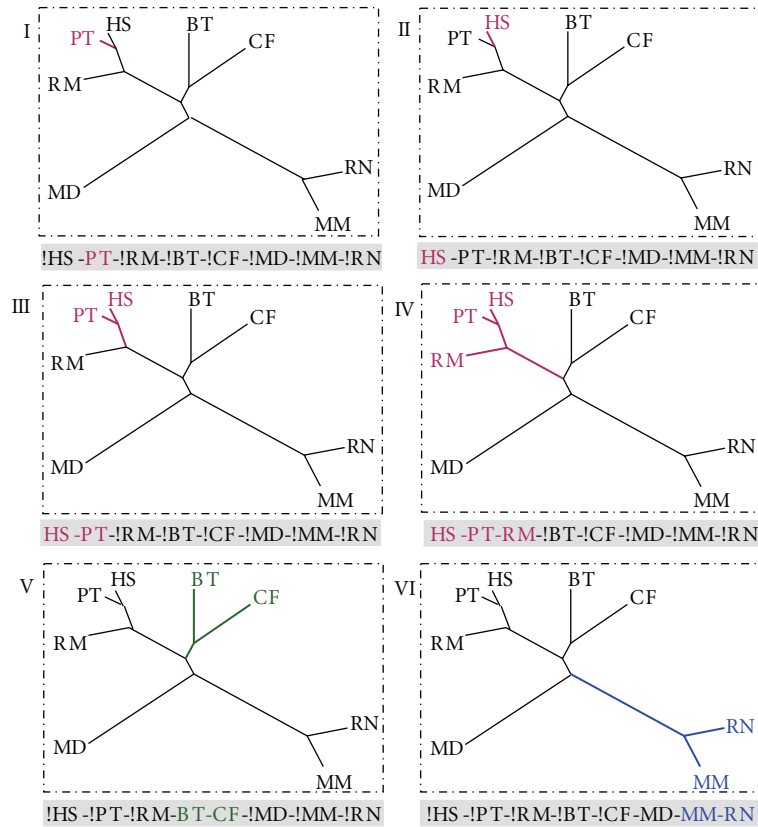 I
HS
PT
BT
CF
RM
MD
RN
MM
!HS -PT-!RM-!BT-!CF-!MD-!MM-!RN
II
HS
PT
BT
CF
RM
MD
RN
MM
HS -PT-!RM-!BT-!CF-!MD-!MM-!RN
III
HS
PT
BT
CF
RM
MD
RN
MM
HS -PT-!RM-!BT-!CF-!MD-!MM-!RN
IV
HS
PT
BT
CF
RM
MD
RN
MM
HS -PT-RM-!BT-!CF-!MD-!MM-!RN
V
HS
PT
BT
CF
RM
MD
RN
MM
!HS -!PT-!RM-BT-CF-!MD-!MM-!RN
VI
HS
PT
BT
CF
RM
MD
RN
MM
!HS -!PT-!RM-!BT-!CF-MD-MM-RN